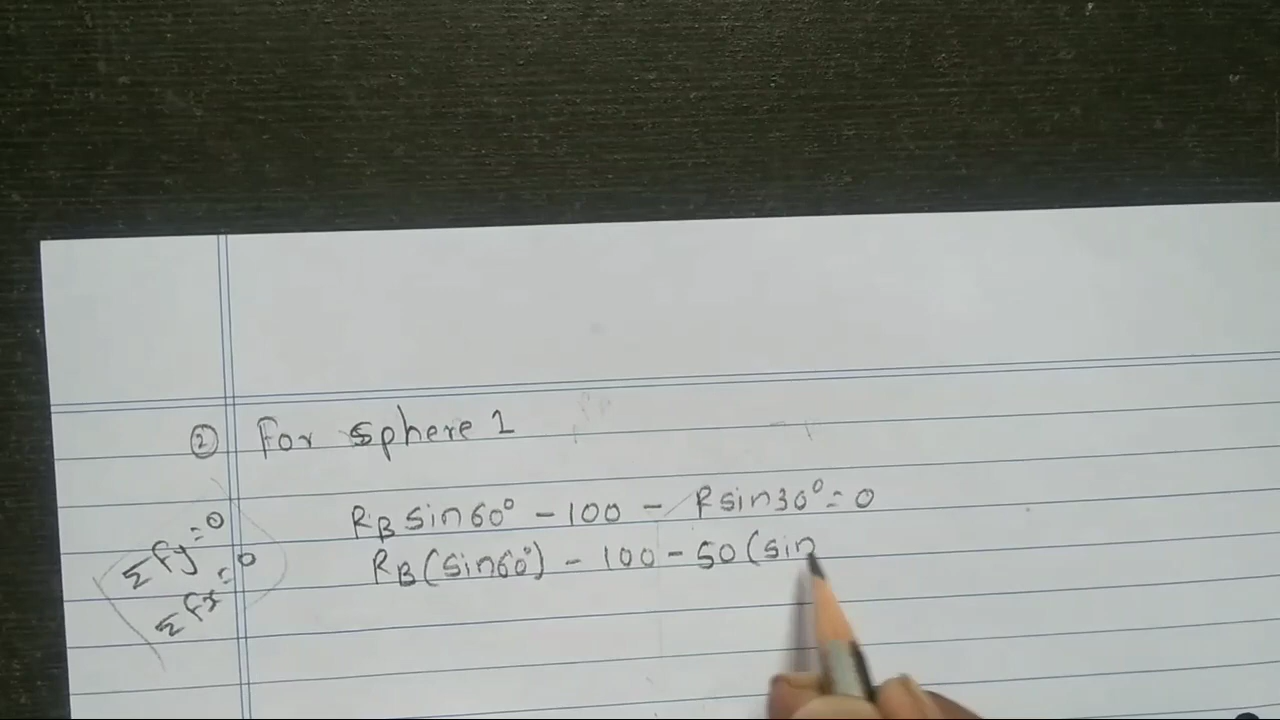 ② For sphere 1
RB sin60° - 100 - R sin30° = 0
RB (sin60°) - 100 - 50 (sin
Σfy = 0
Σfx = 0